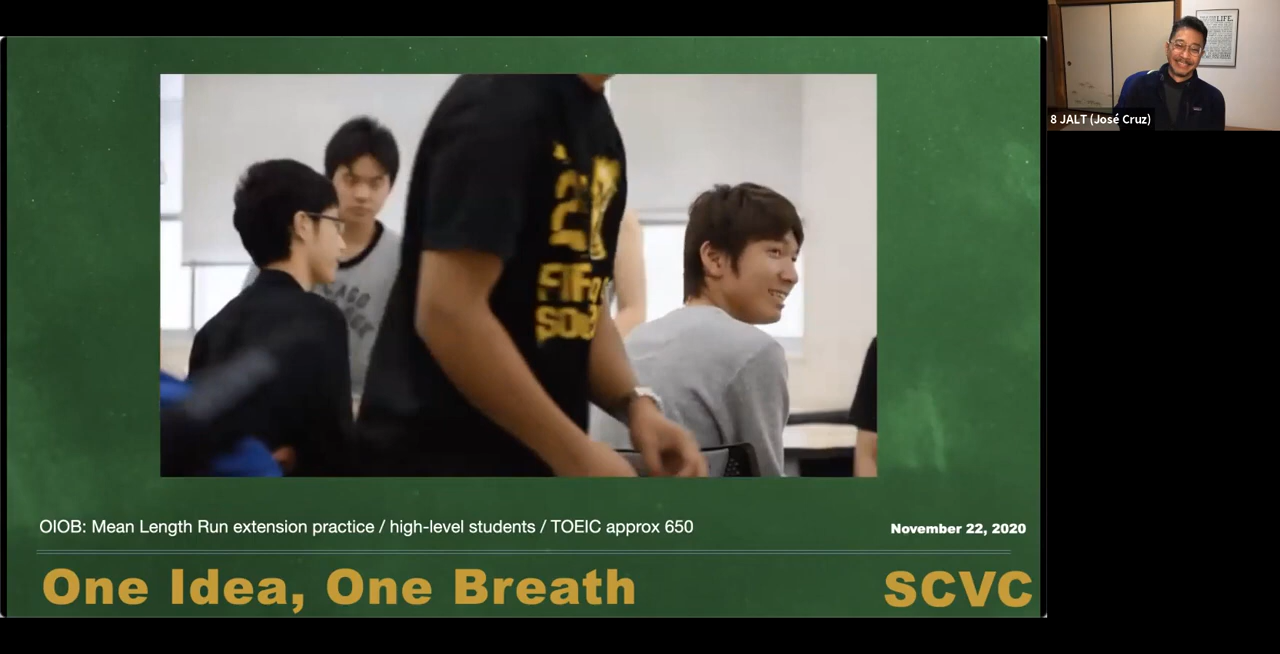 LIFE.
8 JALT (José Cruz)
OIOB: Mean Length Run extension practice / high-level students / TOEIC approx 650
November 22, 2020
One Idea, One Breath
SCVC